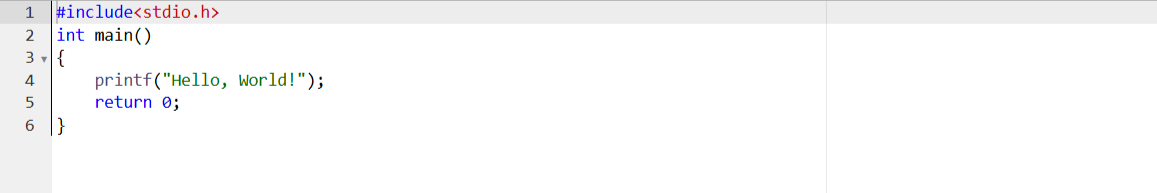 1 #include<stdio.h>
2 int main()
3 {
4     printf("Hello, World!");
5     return 0;
6 }